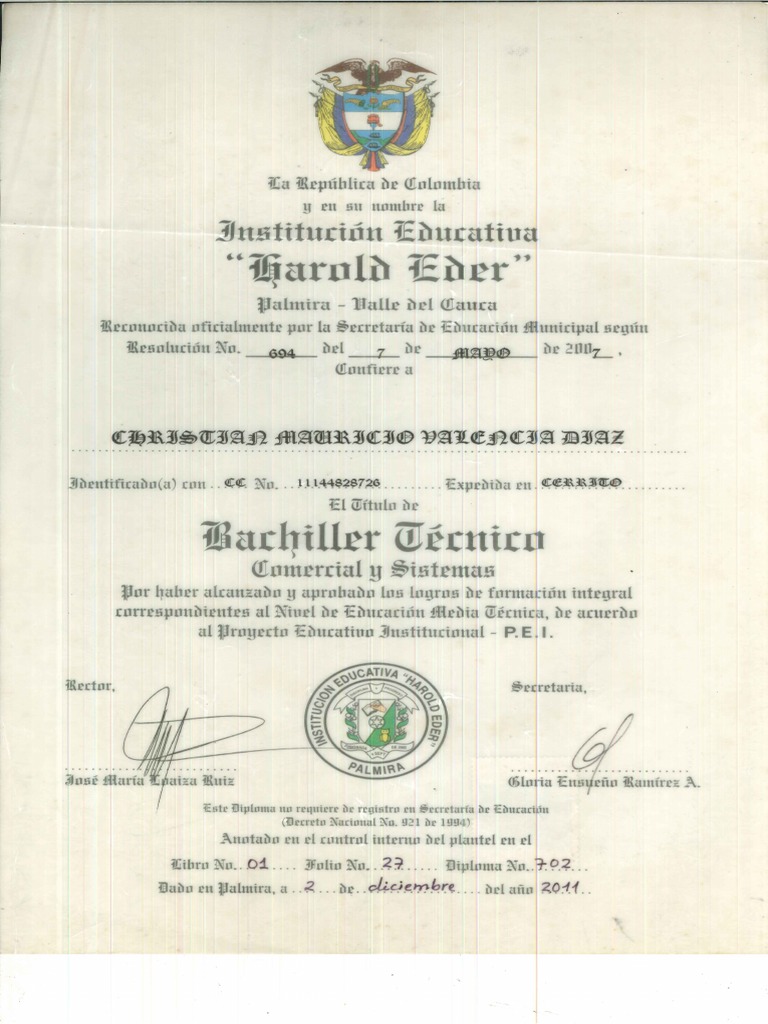 La República de Colombia
y en su nombre la
Institución Educativa
“Harold Eder”
Palmira - Valle del Cauca
Reconocida oficialmente por la Secretaría de Educación Municipal según
Resolución No. 694 del 7 de MAYO de 2007.
Confiere a
CHRISTIAN MAURICIO VALENCIA DIAZ
Identificado(a) con CC. No. 11144828726 Expedida en CERRITO
El Título de
Bachiller Técnico
Comercial y Sistemas
Por haber alcanzado y aprobado los logros de formación integral
correspondientes al Nivel de Educación Media Técnica, de acuerdo
al Proyecto Educativo Institucional - P.E.I.
Rector,
Secretaria,
INSTITUCION EDUCATIVA "HAROLD EDER"
PALMIRA
José María Loaiza Ruiz
Gloria Ensueño Ramírez A.
Este Diploma no requiere de registro en Secretaría de Educación
(Decreto Nacional No. 921 de 1994)
Anotado en el control interno del plantel en el
Libro No. 01 Folio No. 27 Diploma No. 702
Dado en Palmira, a 2 de diciembre del año 2011